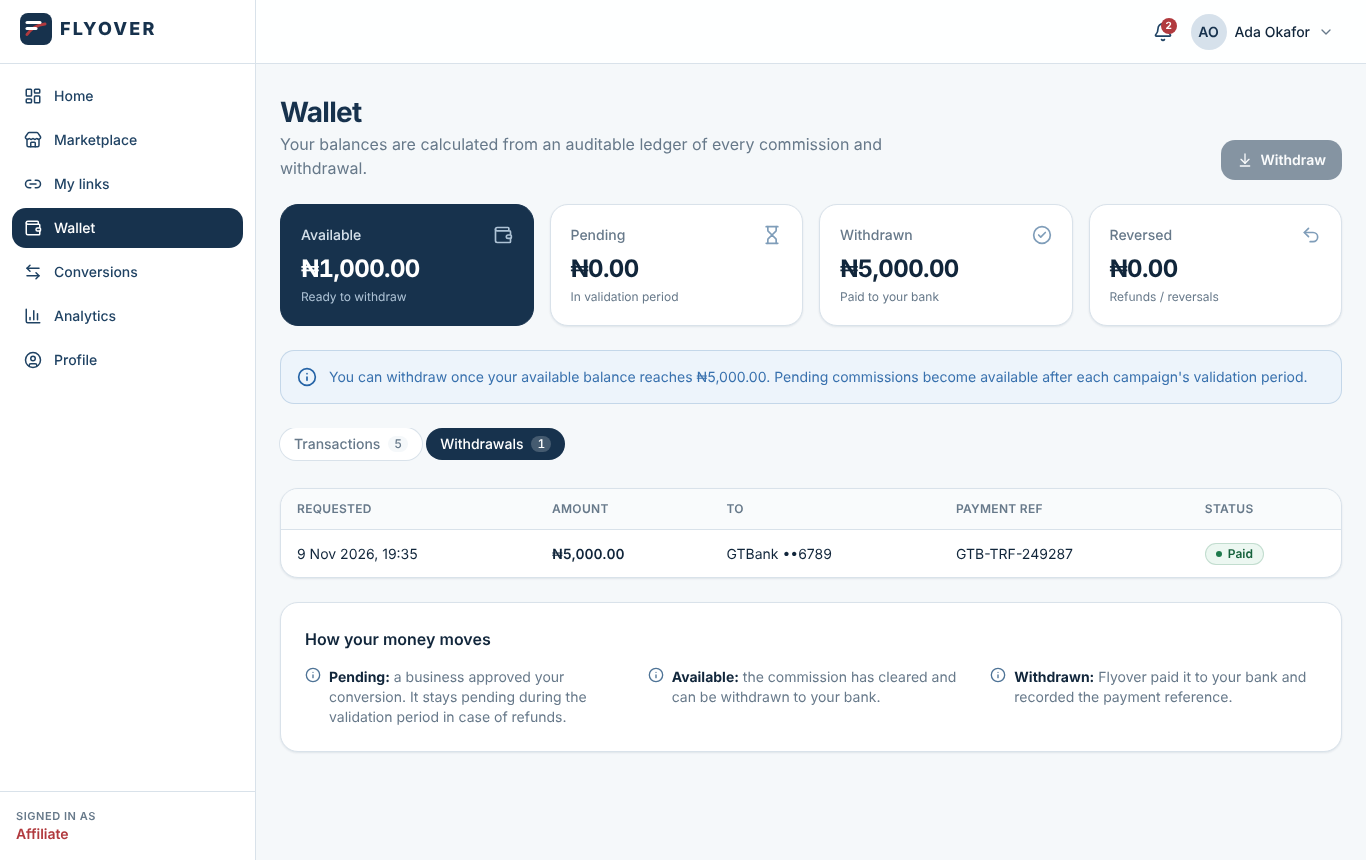 FLYOVER
2
AO
Ada Okafor
Home
Marketplace
My links
Wallet
Conversions
Analytics
Profile
SIGNED IN AS
Affiliate
Wallet
Your balances are calculated from an auditable ledger of every commission and
withdrawal.
Withdraw
Available
₦1,000.00
Ready to withdraw
Pending
₦0.00
In validation period
Withdrawn
₦5,000.00
Paid to your bank
Reversed
₦0.00
Refunds / reversals
You can withdraw once your available balance reaches ₦5,000.00. Pending commissions become available after each campaign's validation period.
Transactions 5
Withdrawals 1
REQUESTED AMOUNT TO PAYMENT REF STATUS
9 Nov 2026, 19:35 ₦5,000.00 GTBank ••6789 GTB-TRF-249287 Paid
How your money moves
Pending: a business approved your
conversion. It stays pending during the
validation period in case of refunds.
Available: the commission has cleared and
can be withdrawn to your bank.
Withdrawn: Flyover paid it to your bank and
recorded the payment reference.